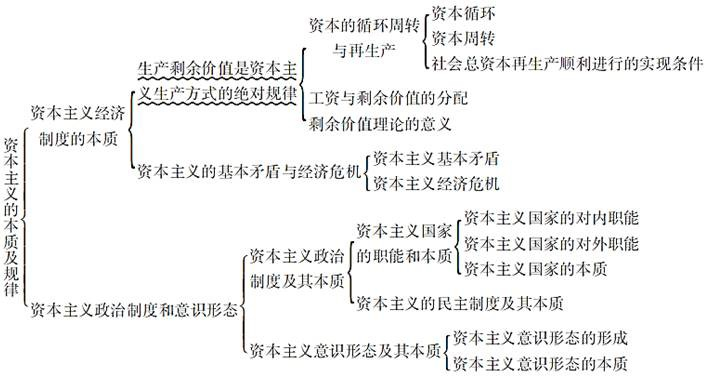 资本主义的本质及规律
资本主义经济
制度的本质
生产剩余价值是资本主
义生产方式的绝对规律
资本的循环周转
与再生产
资本循环
资本周转
社会总资本再生产顺利进行的实现条件
工资与剩余价值的分配
剩余价值理论的意义
资本主义的基本矛盾与经济危机
资本主义基本矛盾
资本主义经济危机
资本主义政治制度和意识形态
资本主义政治
制度及其本质
资本主义国家
的职能和本质
资本主义国家的对内职能
资本主义国家的对外职能
资本主义国家的本质
资本主义的民主制度及其本质
资本主义意识形态及其本质
资本主义意识形态的形成
资本主义意识形态的本质